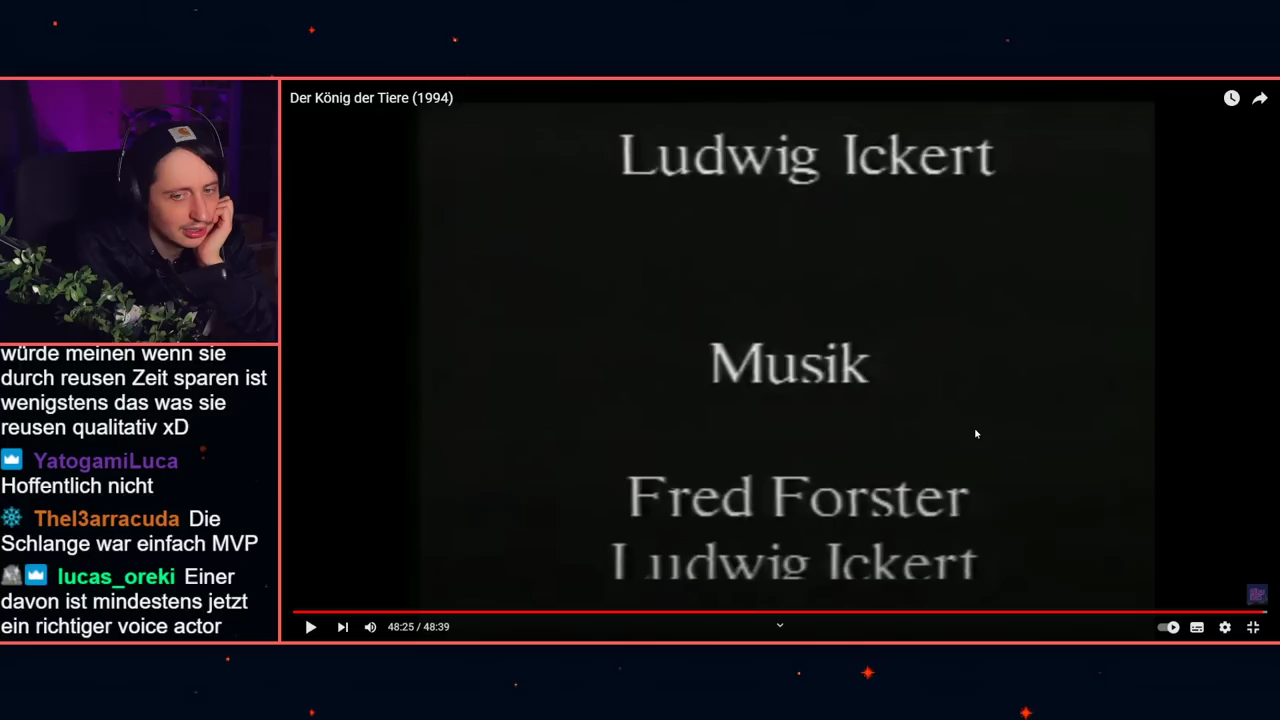 Der König der Tiere (1994)
Ludwig Ickert
Musik
Fred Forster
Ludwig Ickert
48:25 / 48:39
würde meinen wenn sie
durch reusen Zeit sparen ist
wenigstens das was sie
reusen qualitativ xD
YatogamiLuca
Hoffentlich nicht
Thel3arracuda Die
Schlange war einfach MVP
lucas_oreki Einer
davon ist mindestens jetzt
ein richtiger voice actor